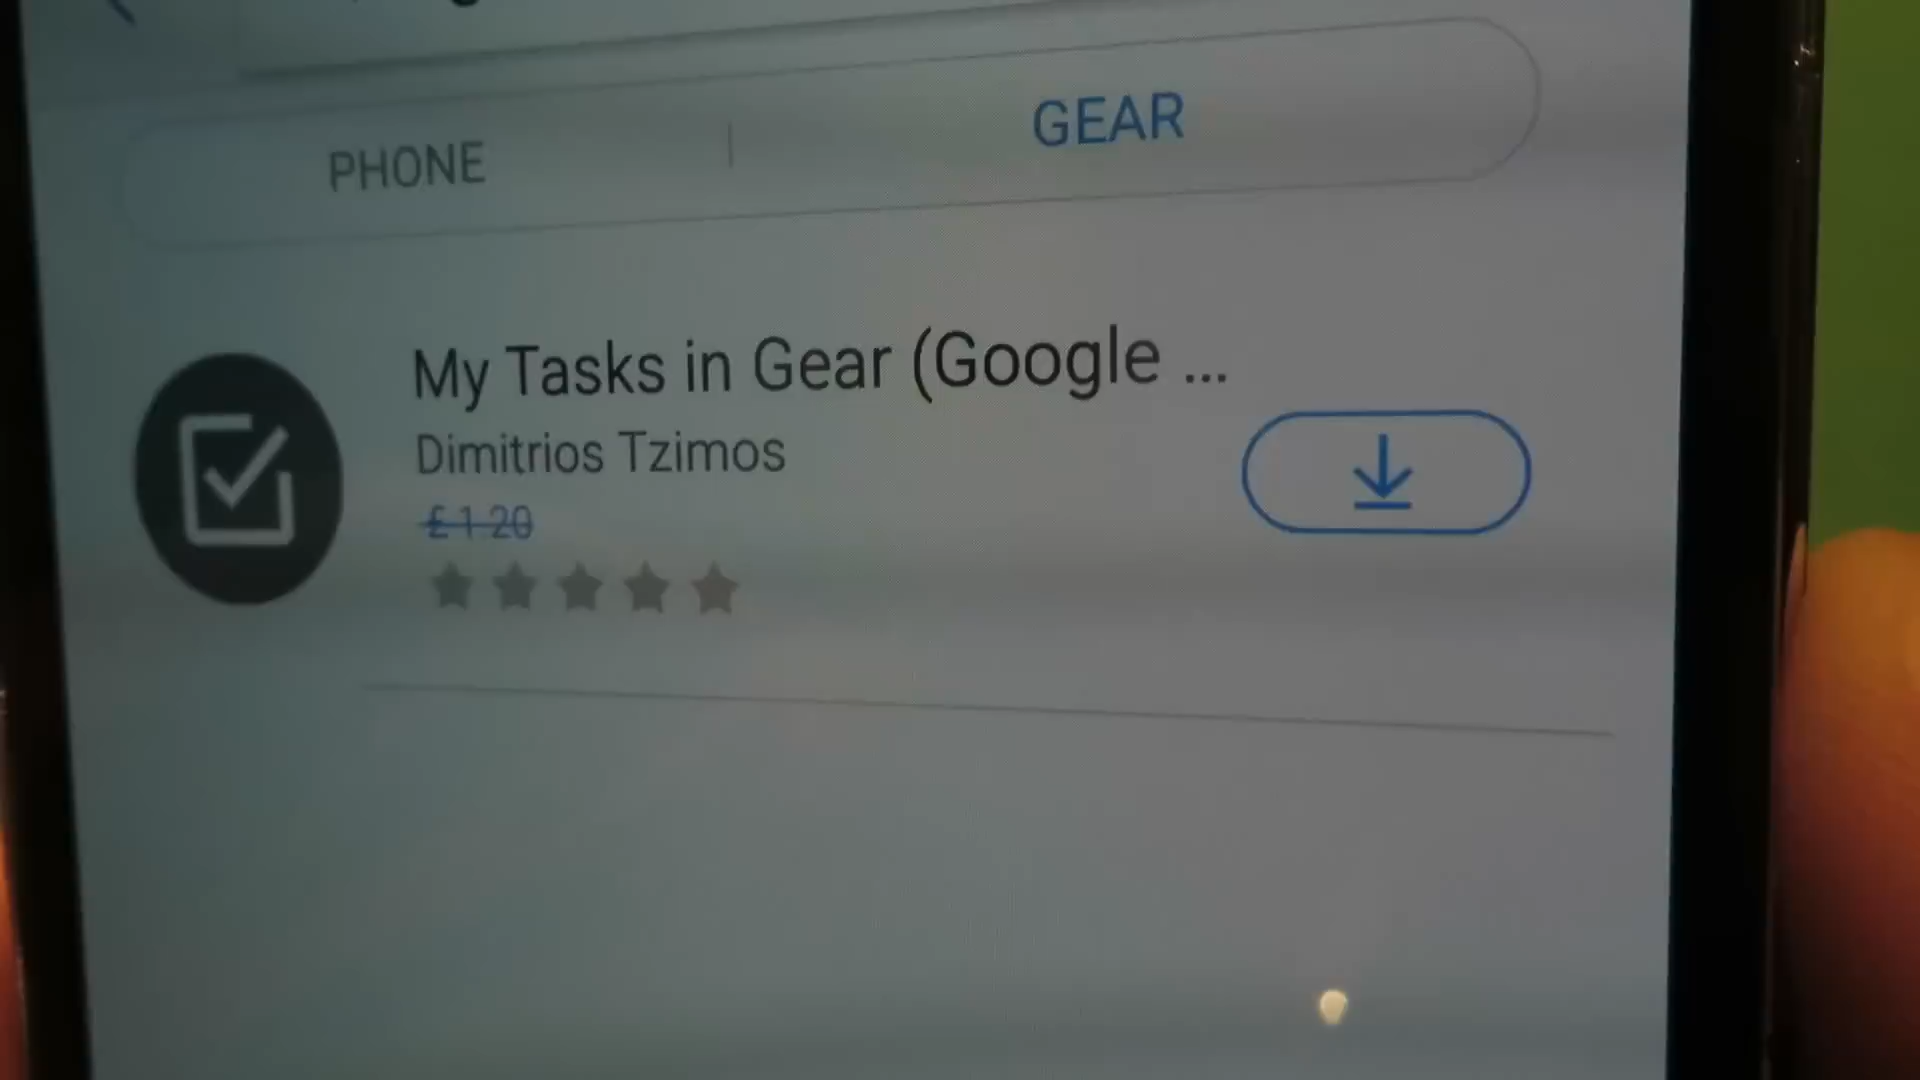 PHONE | GEAR
My Tasks in Gear (Google ...
Dimitrios Tzimos
£1.20